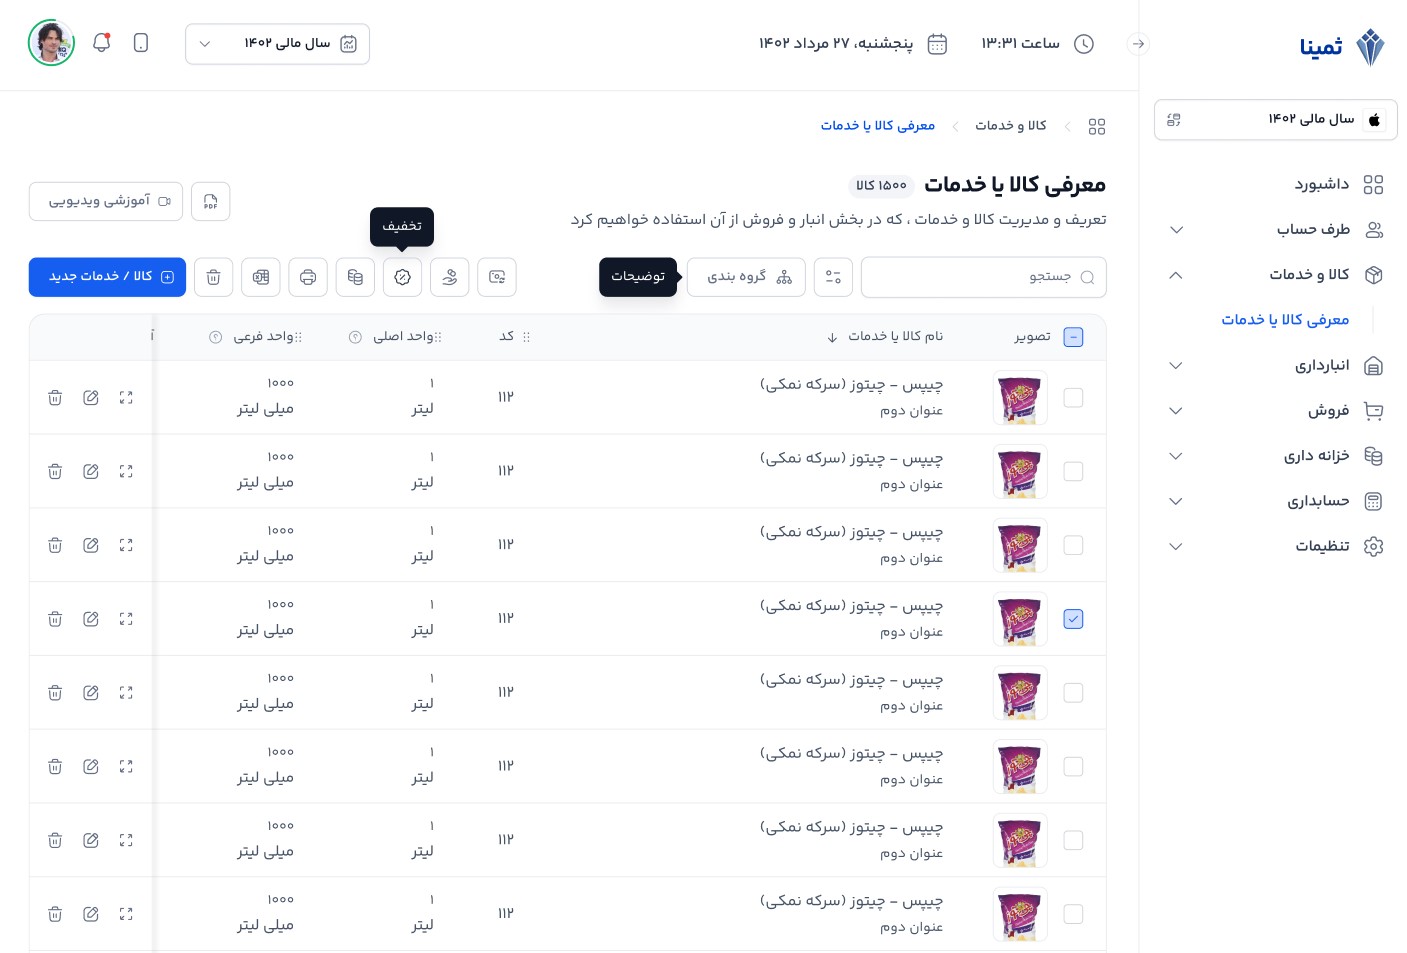 ثمینا
سال مالی ۱۴۰۲
داشبورد
طرف حساب
کالا و خدمات
معرفی کالا یا خدمات
انبارداری
فروش
خزانه داری
حسابداری
تنظیمات
ساعت ۱۳:۳۱
پنجشنبه، ۲۷ مرداد ۱۴۰۲
سال مالی ۱۴۰۲
کالا و خدمات
معرفی کالا یا خدمات
معرفی کالا یا خدمات
۱۵۰۰ کالا
تعریف و مدیریت کالا و خدمات ، که در بخش انبار و فروش از آن استفاده خواهیم کرد
PDF
آموزشی ویدیویی
تخفیف
جستجو
گروه بندی
توضیحات
کالا / خدمات جدید
تصویر
نام کالا یا خدمات
کد
واحد اصلی
واحد فرعی
چیپس - چیتوز (سرکه نمکی)
عنوان دوم
۱۱۲
۱
لیتر
۱۰۰۰
میلی لیتر
چیپس - چیتوز (سرکه نمکی)
عنوان دوم
۱۱۲
۱
لیتر
۱۰۰۰
میلی لیتر
چیپس - چیتوز (سرکه نمکی)
عنوان دوم
۱۱۲
۱
لیتر
۱۰۰۰
میلی لیتر
چیپس - چیتوز (سرکه نمکی)
عنوان دوم
۱۱۲
۱
لیتر
۱۰۰۰
میلی لیتر
چیپس - چیتوز (سرکه نمکی)
عنوان دوم
۱۱۲
۱
لیتر
۱۰۰۰
میلی لیتر
چیپس - چیتوز (سرکه نمکی)
عنوان دوم
۱۱۲
۱
لیتر
۱۰۰۰
میلی لیتر
چیپس - چیتوز (سرکه نمکی)
عنوان دوم
۱۱۲
۱
لیتر
۱۰۰۰
میلی لیتر
چیپس - چیتوز (سرکه نمکی)
عنوان دوم
۱۱۲
۱
لیتر
۱۰۰۰
میلی لیتر